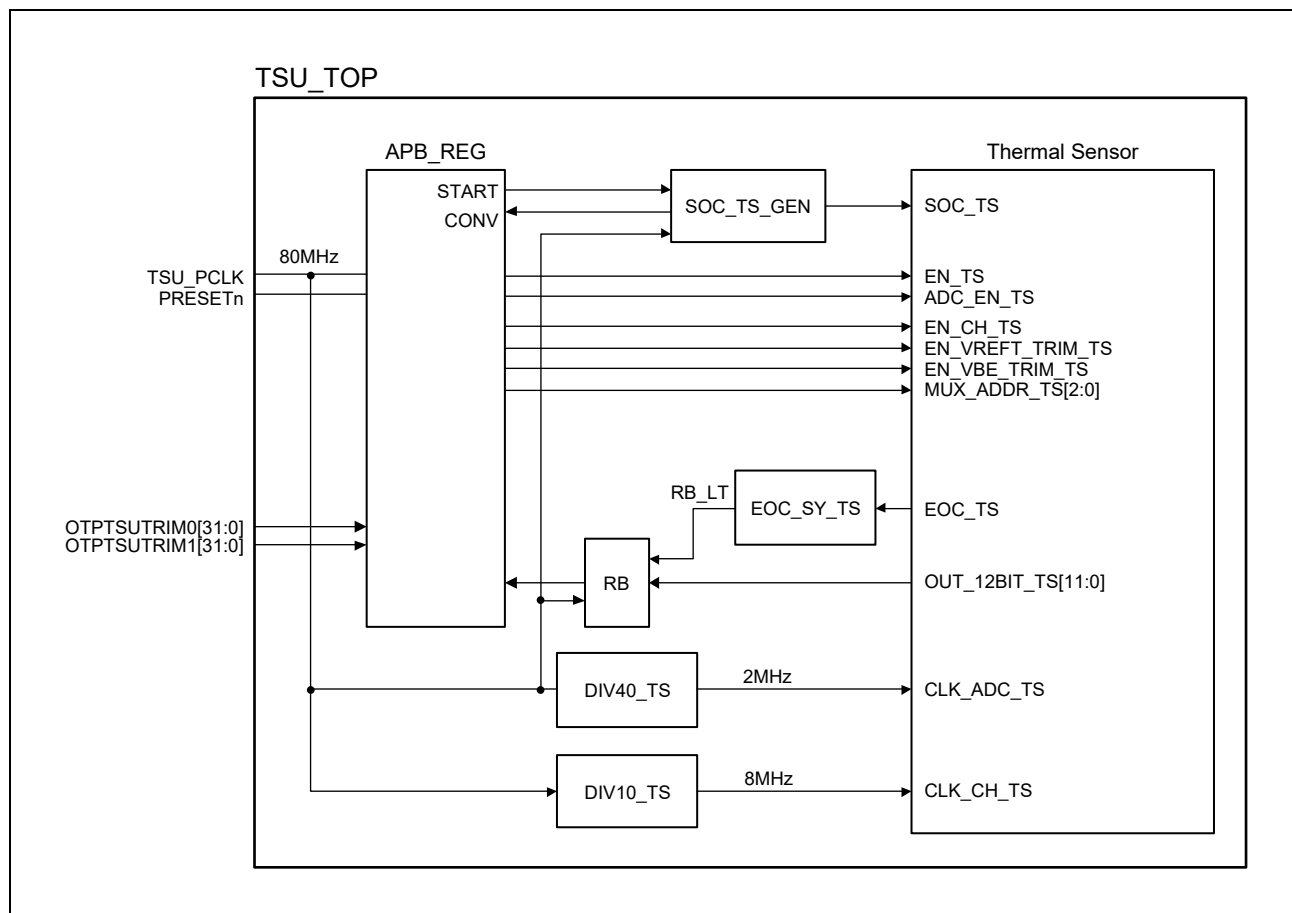 TSU_TOP
APB_REG
Thermal Sensor
START
CONV
SOC_TS_GEN
SOC_TS
80MHz
TSU_PCLK
PRESETn
EN_TS
ADC_EN_TS
EN_CH_TS
EN_VREFT_TRIM_TS
EN_VBE_TRIM_TS
MUX_ADDR_TS[2:0]
RB_LT
EOC_SY_TS
EOC_TS
OTPTSUTRIM0[31:0]
OTPTSUTRIM1[31:0]
RB
OUT_12BIT_TS[11:0]
DIV40_TS
2MHz
CLK_ADC_TS
DIV10_TS
8MHz
CLK_CH_TS